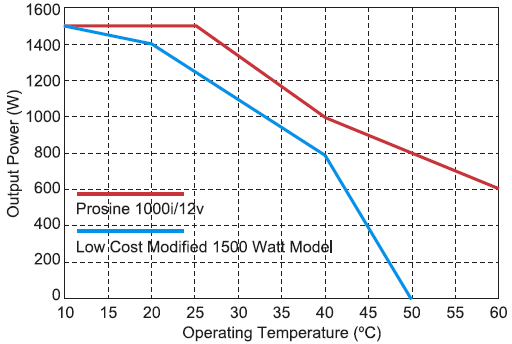 1600
1400
1200
1000
800
600
400
200
0
Output Power (W)
Prosine 1000i/12v
Low Cost Modified 1500 Watt Model
10 15 20 25 30 35 40 45 50 55 60
Operating Temperature (ºC)